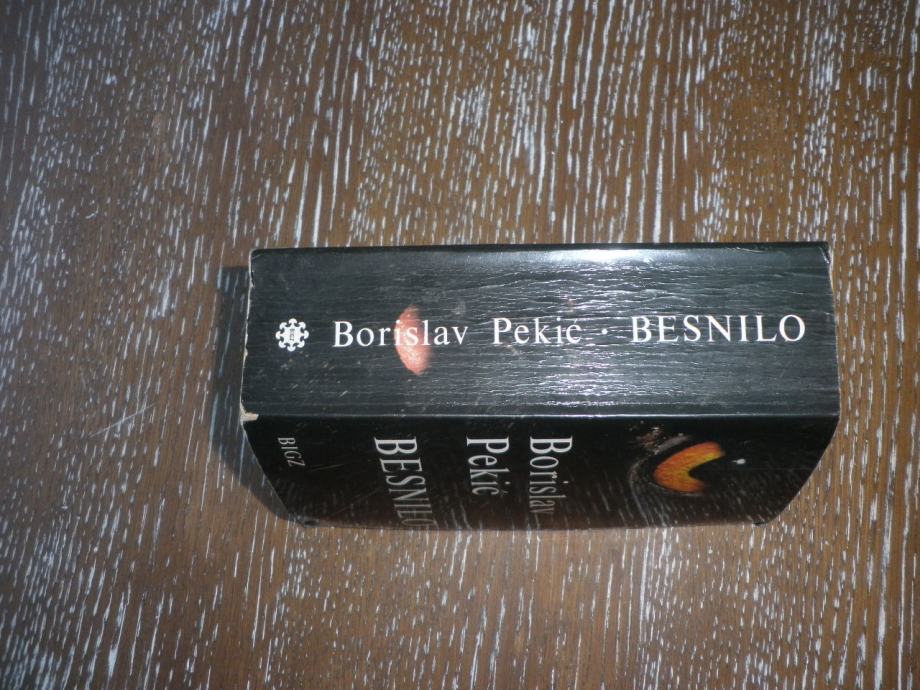 Borislav Pekić · BESNILO
Borislav
Pekić
BESNILO
BIGZ